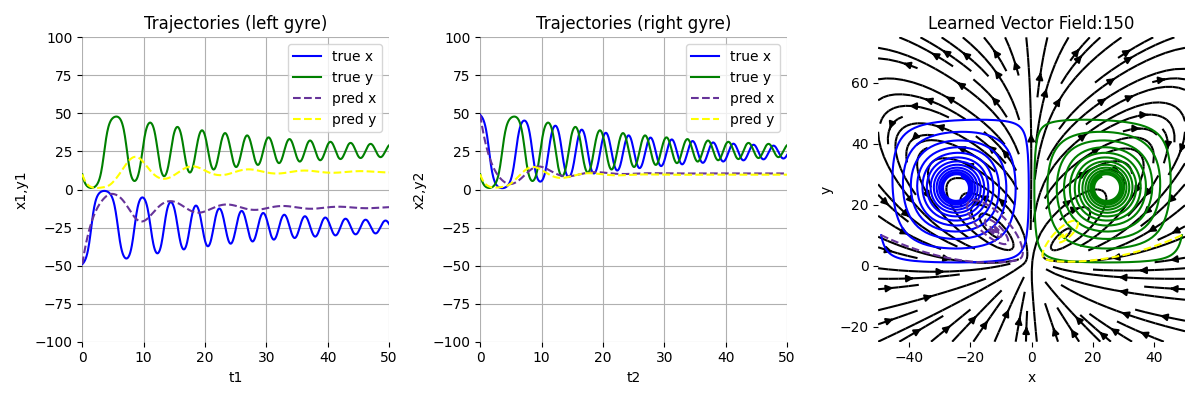 Trajectories (left gyre)
100
75
50
25
0
−25
−50
−75
−100
0 10 20 30 40 50
t1
x1,y1
true x
true y
pred x
pred y
Trajectories (right gyre)
100
75
50
25
0
−25
−50
−75
−100
0 10 20 30 40 50
t2
x2,y2
true x
true y
pred x
pred y
Learned Vector Field:150
60
40
20
0
−20
−40 −20 0 20 40
x
y